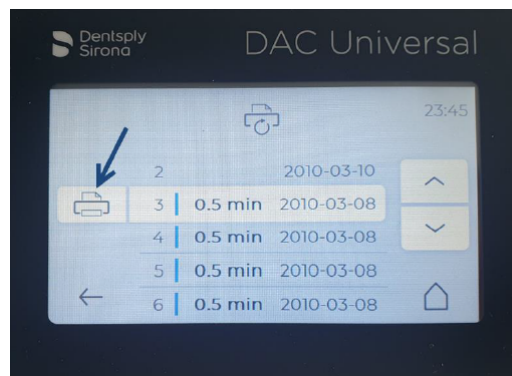 Dentsply
Sirona
DAC Universal
23:45
2 2010-03-10
3 0.5 min 2010-03-08
4 0.5 min 2010-03-08
5 0.5 min 2010-03-08
6 0.5 min 2010-03-08